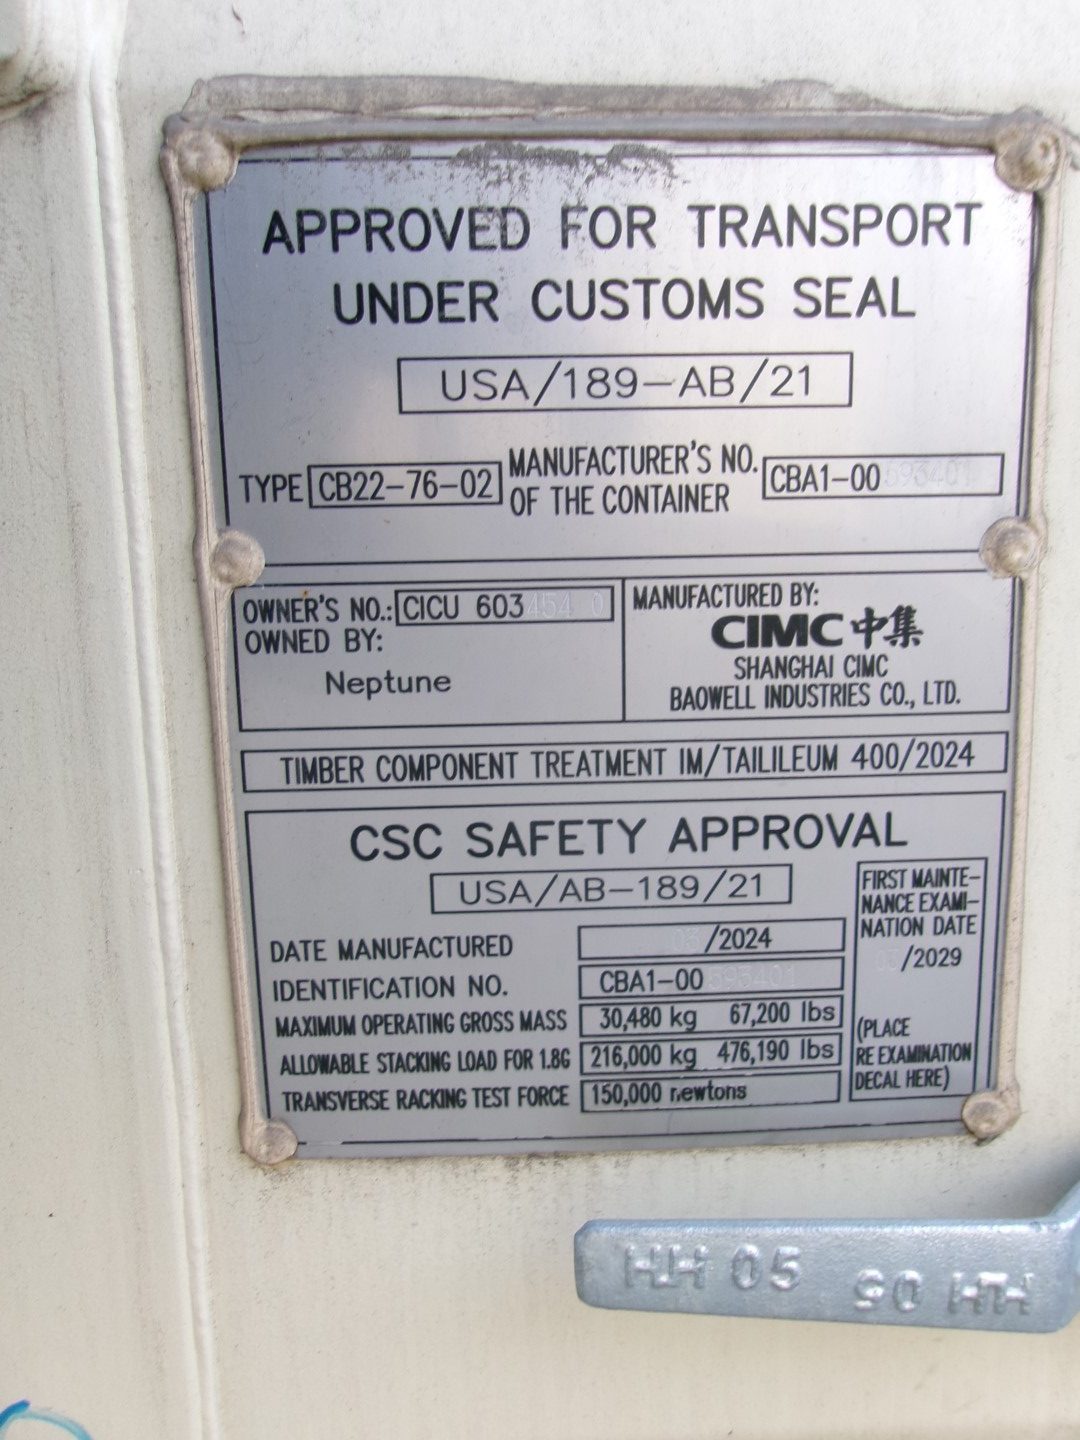 APPROVED FOR TRANSPORT
UNDER CUSTOMS SEAL
USA/189-AB/21
TYPE CB22-76-02
MANUFACTURER'S NO.
OF THE CONTAINER
CBA1-00
OWNER'S NO.: CICU 603
OWNED BY:
Neptune
MANUFACTURED BY:
CIMC 中集
SHANGHAI CIMC
BAOWELL INDUSTRIES CO., LTD.
TIMBER COMPONENT TREATMENT IM/TAILILEUM 400/2024
CSC SAFETY APPROVAL
USA/AB-189/21
DATE MANUFACTURED 03/2024
IDENTIFICATION NO. CBA1-00
MAXIMUM OPERATING GROSS MASS 30,480 kg 67,200 lbs
ALLOWABLE STACKING LOAD FOR 1.8G 216,000 kg 476,190 lbs
TRANSVERSE RACKING TEST FORCE 150,000 newtons
FIRST MAINTE-
NANCE EXAMI-
NATION DATE
/2029
(PLACE
RE EXAMINATION
DECAL HERE)
HH 05
90 HH